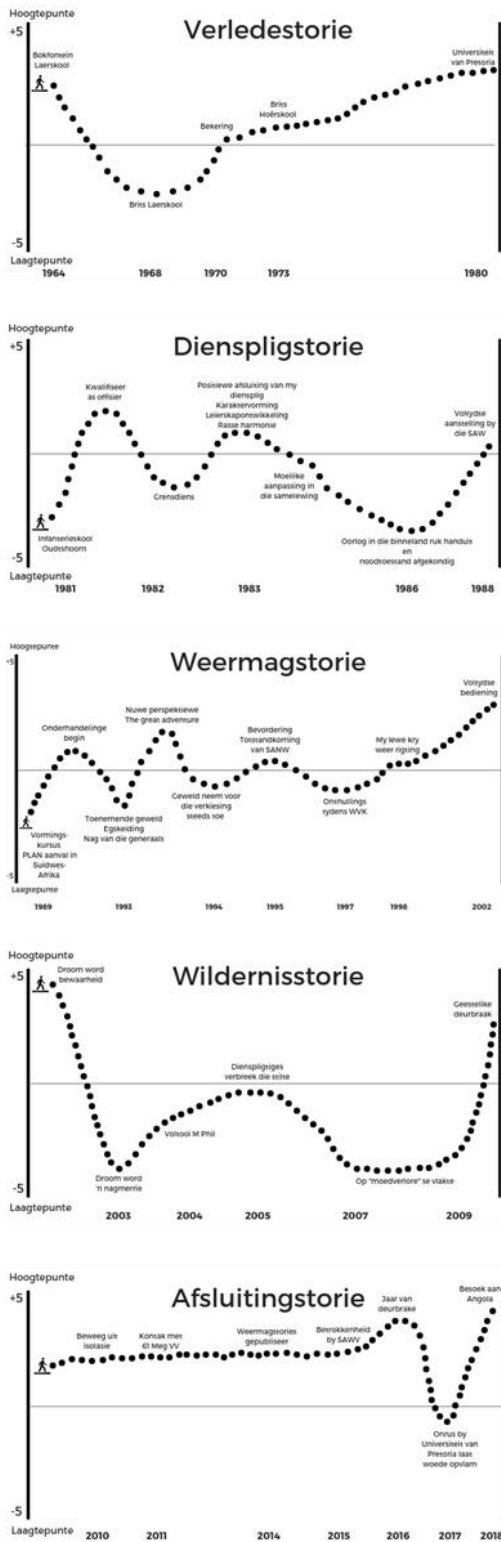 Hoogtepunte
+5
Verledestorie
Bokfontein
Laerskool
Brits Laerskool
Bekering
Brits
Hoërskool
Universiteit
van Pretoria
-5
Laagtepunte
1964
1968
1970
1973
1980
Hoogtepunte
+5
Dienspligstorie
Infanterieskool
Oudtshoorn
Kwalifiseer
as offisier
Grensdiens
Positiewe afsluiting van my
diensplig
Karaktervorming
Leierskapontwikkeling
Rasse harmonie
Moeilike
aanpassing in
die samelewing
Oorlog in die binneland ruk handuit
en
noodtoestand afgekondig
Voltydse
aanstelling by
die SAW
-5
Laagtepunte
1981
1982
1983
1986
1988
Hoogtepunte
+5
Weermagstorie
Vormings-
kursus
PLAN aanval in
Suidwes-
Afrika
Onderhandelinge
begin
Toenemende geweld
Egskeiding
Nag van die generaals
Nuwe perspektiewe
The great adventure
Geweld neem voor
die verkiesing
steeds toe
Bevordering
Totstandkoming
van SANW
Onthullings
tydens WVK
My lewe kry
weer rigting
Voltydse
bediening
-5
Laagtepunte
1989
1993
1994
1995
1997
1998
2002
Hoogtepunte
+5
Wildernisstorie
Droom word
bewaarheid
Droom word
'n nagmerrie
Voltooi M Phil
Dienspligtiges
verbreek die stilte
Op "moedverlore" se vlakte
Geestelike
deurbraak
-5
Laagtepunte
2003
2004
2005
2007
2009
Hoogtepunte
+5
Afsluitingstorie
Beweeg uit
isolasie
Kontak met
61 Meg VV
Weermagstories
gepubliseer
Betrokkenheid
by SAWV
Jaar van
deurbrake
Onrus by
Universiteit van
Pretoria laat
woede opvlam
Besoek aan
Angola
-5
Laagtepunte
2010
2011
2014
2015
2016
2017
2018